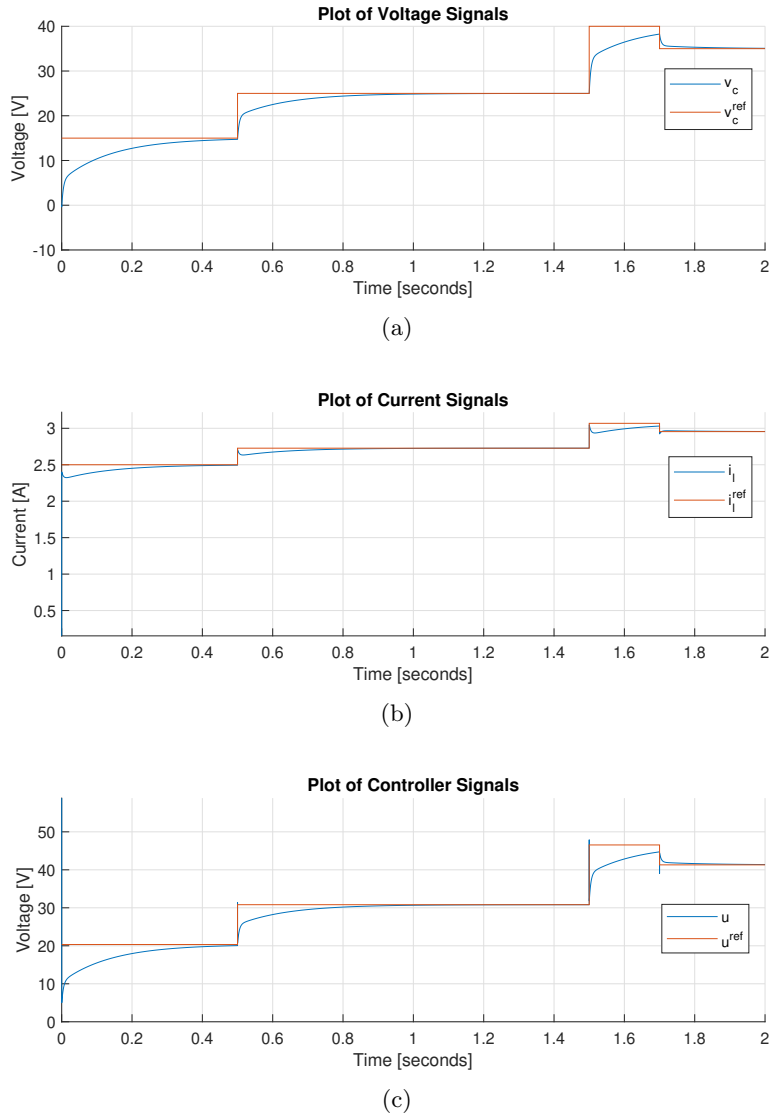 Plot of Voltage Signals
40
30
20
10
0
-10
Voltage [V]
v_c
v_c^ref
0 0.2 0.4 0.6 0.8 1 1.2 1.4 1.6 1.8 2
Time [seconds]
(a)
Plot of Current Signals
3
2.5
2
1.5
1
0.5
Current [A]
i_l
i_l^ref
0 0.2 0.4 0.6 0.8 1 1.2 1.4 1.6 1.8 2
Time [seconds]
(b)
Plot of Controller Signals
50
40
30
20
10
0
Voltage [V]
u
u^ref
0 0.2 0.4 0.6 0.8 1 1.2 1.4 1.6 1.8 2
Time [seconds]
(c)